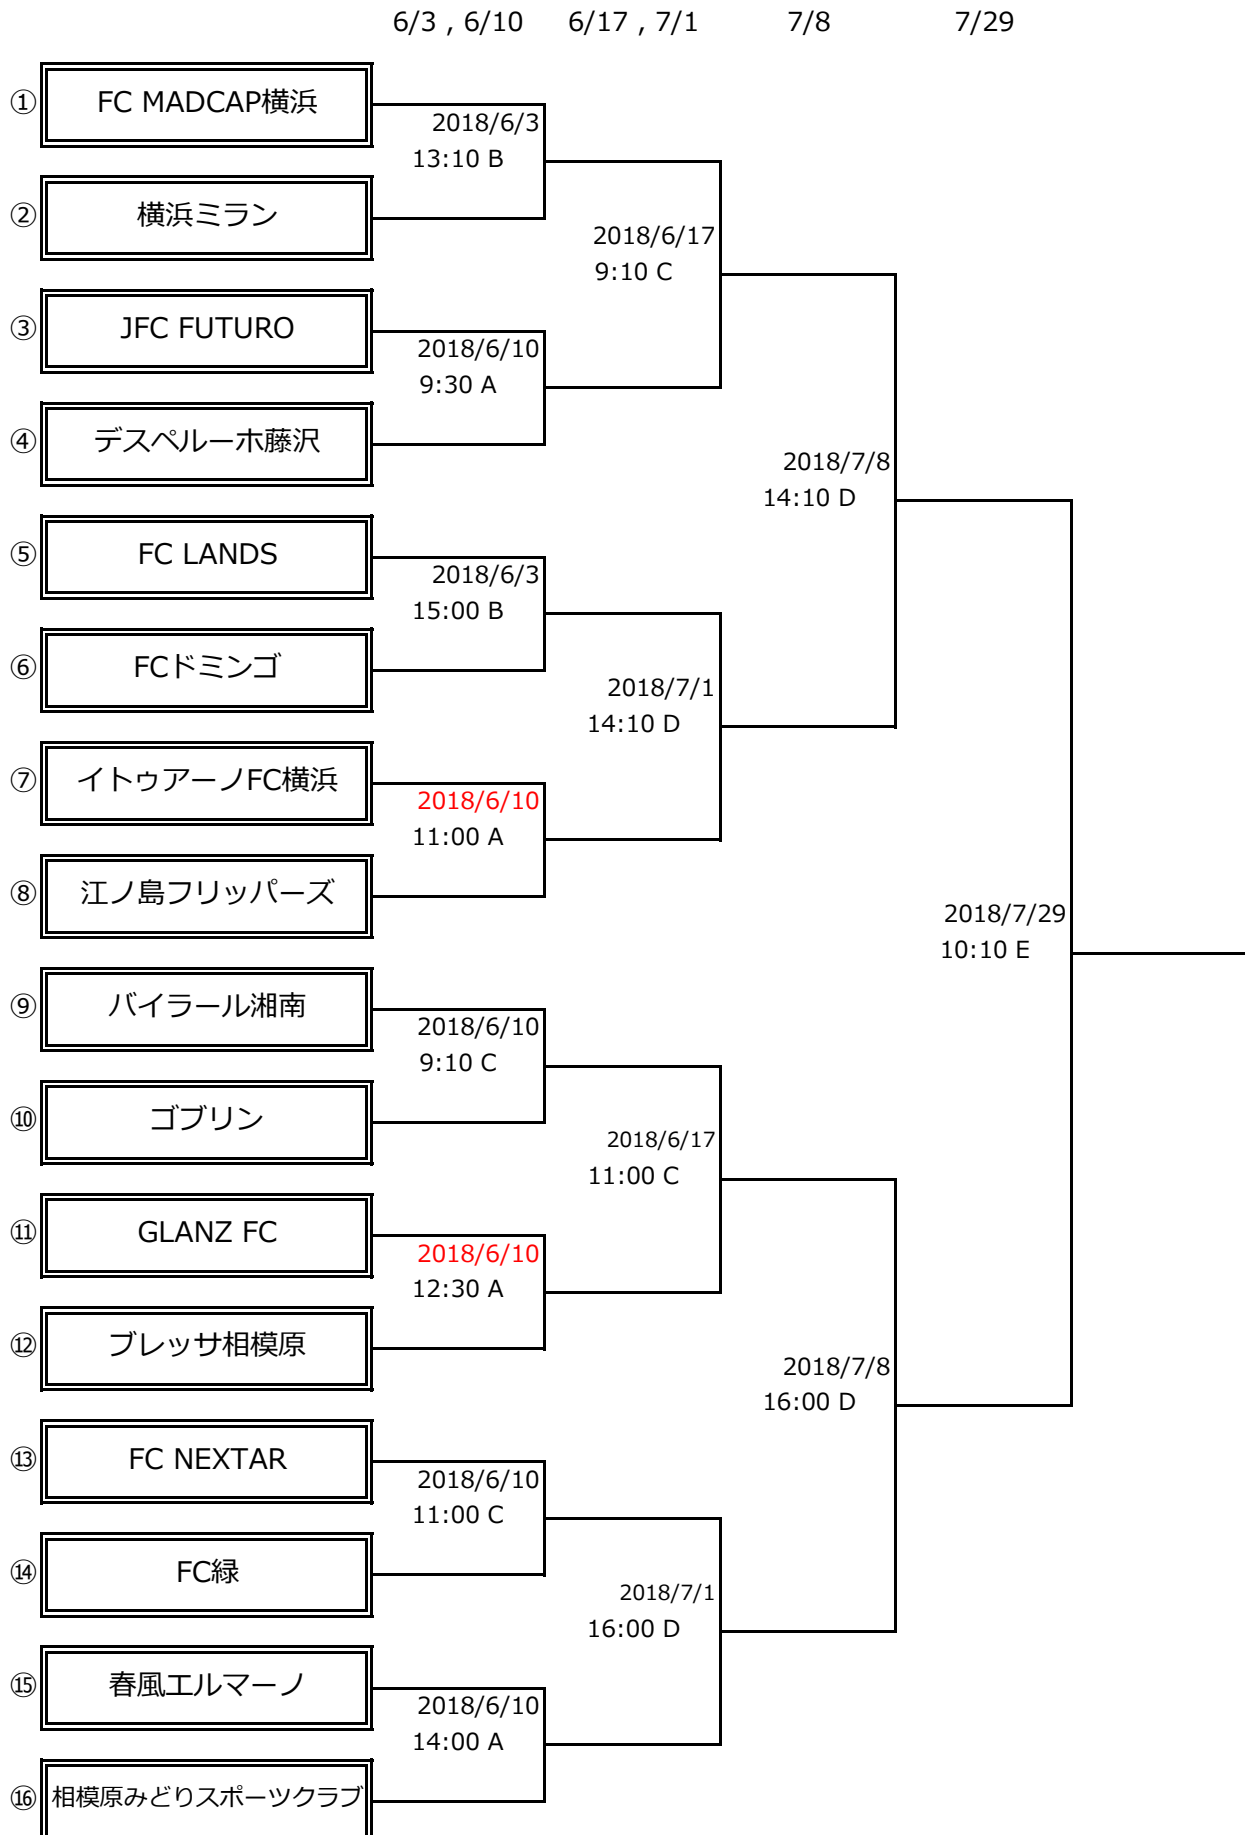 6/3 , 6/10 6/17 , 7/1 7/8 7/29
① FC MADCAP横浜
2018/6/3
13:10 B
② 横浜ミラン
2018/6/17
9:10 C
③ JFC FUTURO
2018/6/10
9:30 A
④ デスペルーホ藤沢
2018/7/8
14:10 D
⑤ FC LANDS
2018/6/3
15:00 B
⑥ FCドミンゴ
2018/7/1
14:10 D
⑦ イトゥアーノFC横浜
2018/6/10
11:00 A
⑧ 江ノ島フリッパーズ
2018/7/29
10:10 E
⑨ バイラール湘南
2018/6/10
9:10 C
⑩ ゴブリン
2018/6/17
11:00 C
⑪ GLANZ FC
2018/6/10
12:30 A
⑫ ブレッサ相模原
2018/7/8
16:00 D
⑬ FC NEXTAR
2018/6/10
11:00 C
⑭ FC緑
2018/7/1
16:00 D
⑮ 春風エルマーノ
2018/6/10
14:00 A
⑯ 相模原みどりスポーツクラブ